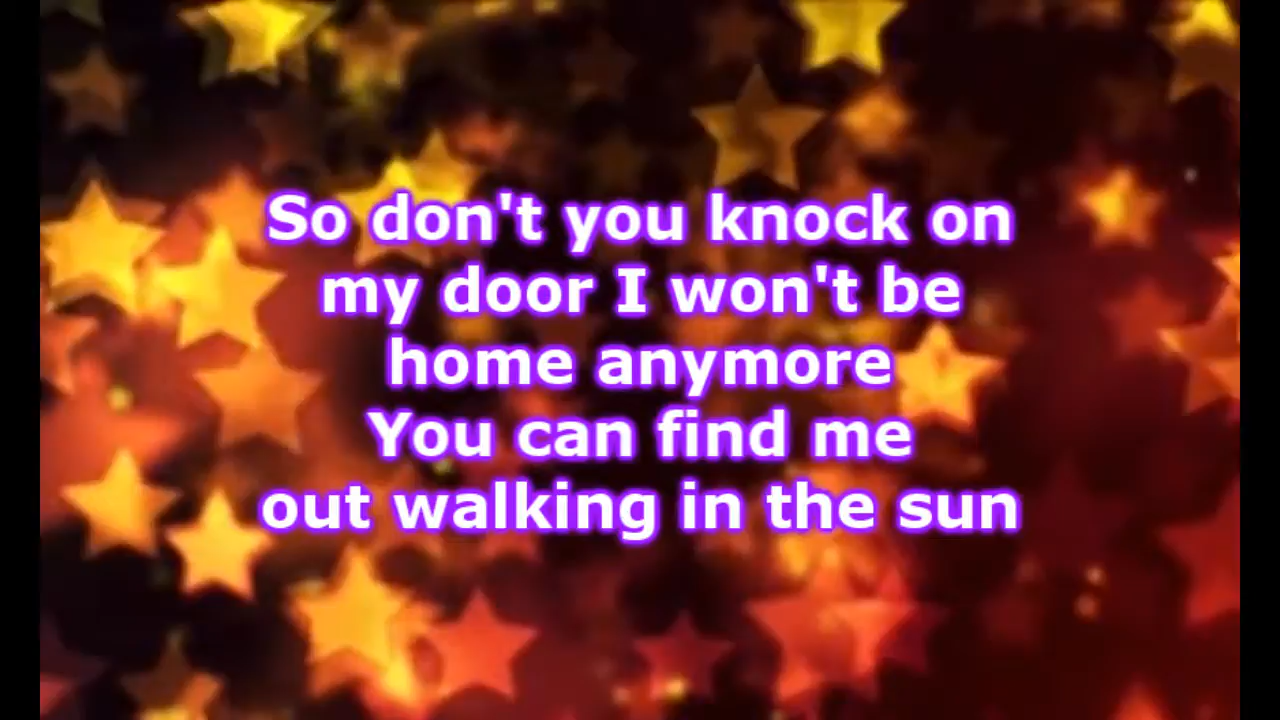 So don't you knock on
my door I won't be
home anymore
You can find me
out walking in the sun